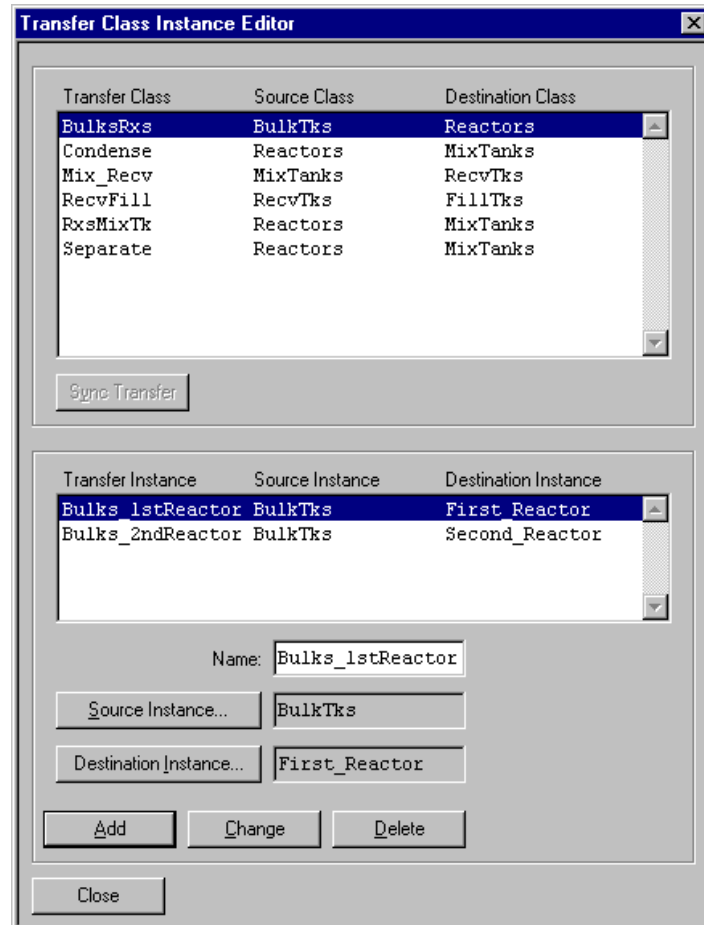 Transfer Class Instance Editor
Transfer Class Source Class Destination Class
BulksRxs BulkTks Reactors
Condense Reactors MixTanks
Mix_Recv MixTanks RecvTks
RecvFill RecvTks FillTks
RxsMixTk Reactors MixTanks
Separate Reactors MixTanks
Sync Transfer
Transfer Instance Source Instance Destination Instance
Bulks_1stReactor BulkTks First_Reactor
Bulks_2ndReactor BulkTks Second_Reactor
Name: Bulks_1stReactor
Source Instance... BulkTks
Destination Instance... First_Reactor
Add Change Delete
Close